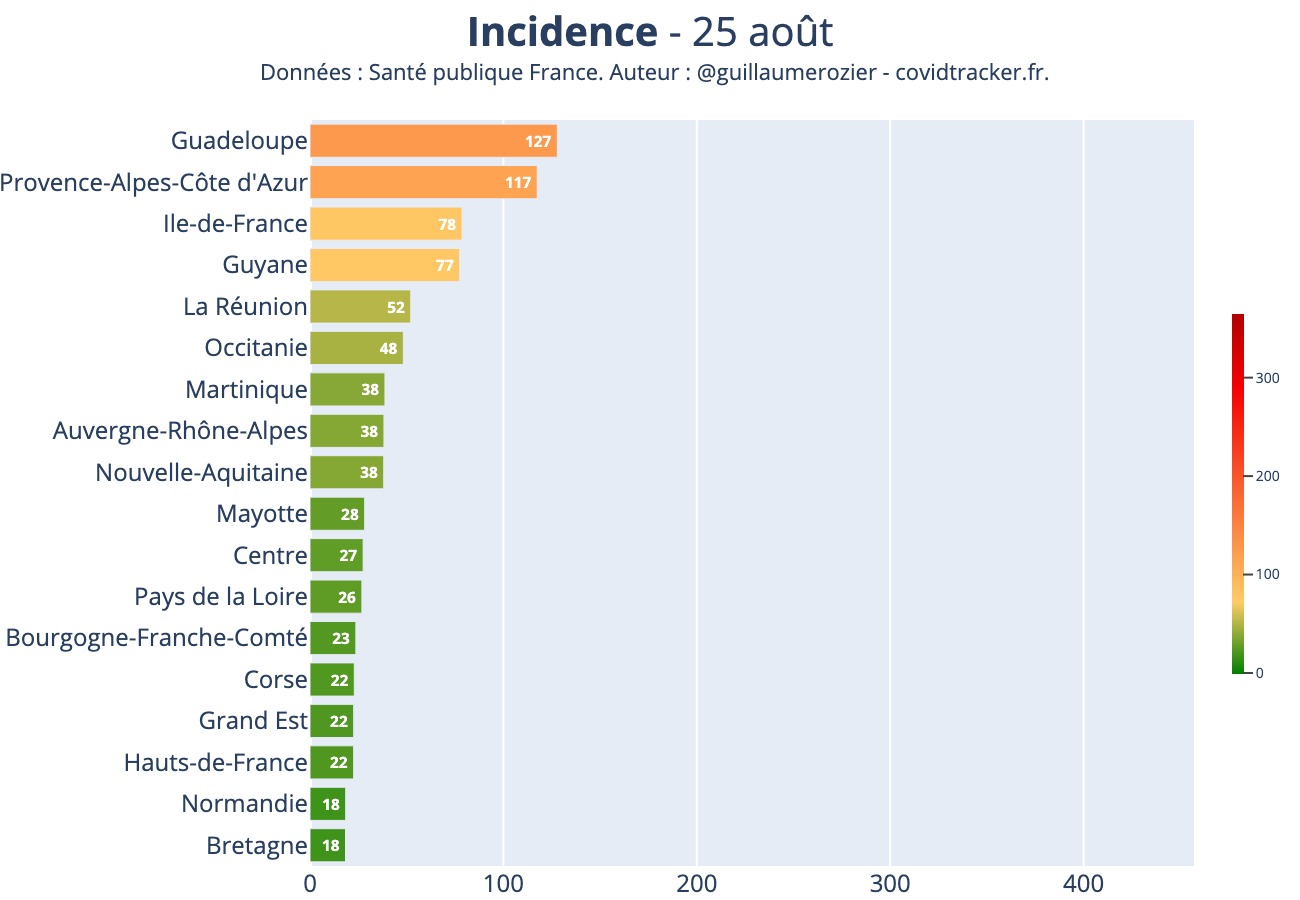 Incidence - 25 août
Données : Santé publique France. Auteur : @guillaumerozier - covidtracker.fr.
Guadeloupe 127
Provence-Alpes-Côte d'Azur 117
Ile-de-France 78
Guyane 77
La Réunion 52
Occitanie 48
Martinique 38
Auvergne-Rhône-Alpes 38
Nouvelle-Aquitaine 38
Mayotte 28
Centre 27
Pays de la Loire 26
Bourgogne-Franche-Comté 23
Corse 22
Grand Est 22
Hauts-de-France 22
Normandie 18
Bretagne 18
0 100 200 300 400
300
200
100
0